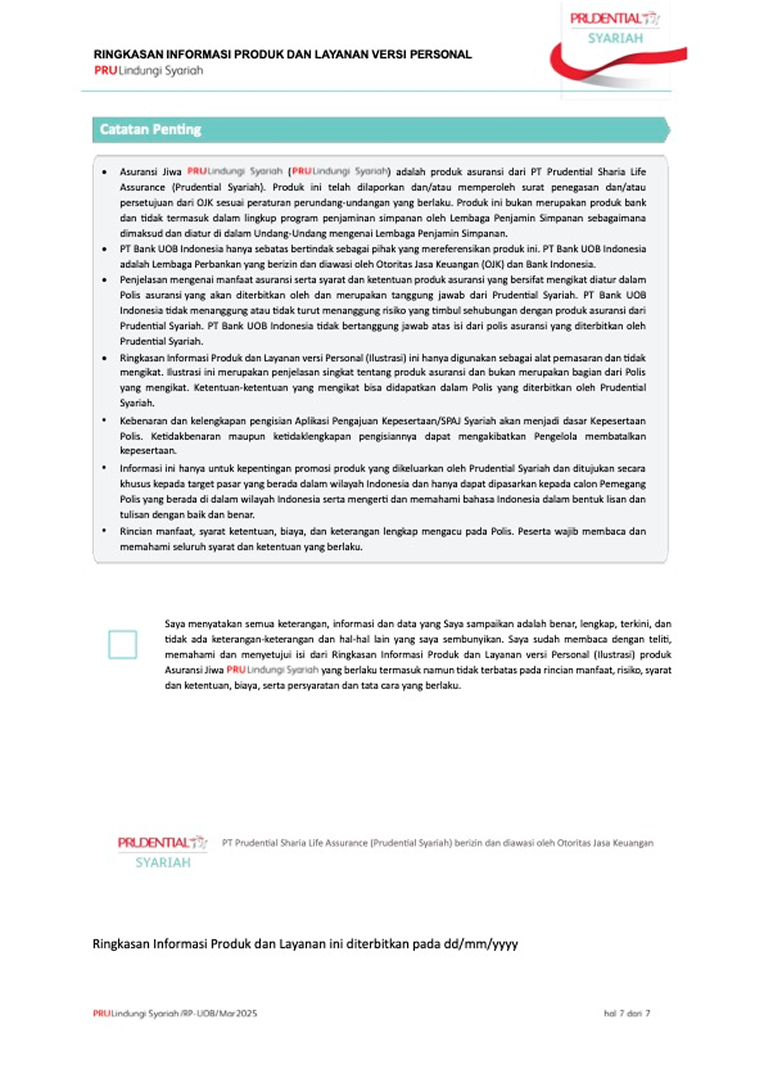 PRUDENTIAL
SYARIAH
RINGKASAN INFORMASI PRODUK DAN LAYANAN VERSI PERSONAL
PRULindungi Syariah
Catatan Penting
• Asuransi Jiwa PRULindungi Syariah (PRULindungi Syariah) adalah produk asuransi dari PT Prudential Sharia Life
Assurance (Prudential Syariah). Produk ini telah dilaporkan dan/atau memperoleh surat penegasan dan/atau
persetujuan dari OJK sesuai peraturan perundang-undangan yang berlaku. Produk ini bukan merupakan produk bank
dan tidak termasuk dalam lingkup program penjaminan simpanan oleh Lembaga Penjamin Simpanan sebagaimana
dimaksud dan diatur di dalam Undang-Undang mengenai Lembaga Penjamin Simpanan.
• PT Bank UOB Indonesia hanya sebatas bertindak sebagai pihak yang mereferensikan produk ini. PT Bank UOB Indonesia
adalah Lembaga Perbankan yang berizin dan diawasi oleh Otoritas Jasa Keuangan (OJK) dan Bank Indonesia.
• Penjelasan mengenai manfaat asuransi serta syarat dan ketentuan produk asuransi yang bersifat mengikat diatur dalam
Polis asuransi yang akan diterbitkan oleh dan merupakan tanggung jawab dari Prudential Syariah. PT Bank UOB
Indonesia tidak menanggung atau tidak turut menanggung risiko yang timbul sehubungan dengan produk asuransi dari
Prudential Syariah. PT Bank UOB Indonesia tidak bertanggung jawab atas isi dari polis asuransi yang diterbitkan oleh
Prudential Syariah.
• Ringkasan Informasi Produk dan Layanan versi Personal (Ilustrasi) ini hanya digunakan sebagai alat pemasaran dan tidak
mengikat. Ilustrasi ini merupakan penjelasan singkat tentang produk asuransi dan bukan merupakan bagian dari Polis
yang mengikat. Ketentuan-ketentuan yang mengikat bisa didapatkan dalam Polis yang diterbitkan oleh Prudential
Syariah.
• Kebenaran dan kelengkapan pengisian Aplikasi Pengajuan Kepesertaan/SPAJ Syariah akan menjadi dasar Kepesertaan
Polis. Ketidakbenaran maupun ketidaklengkapan pengisiannya dapat mengakibatkan Pengelola membatalkan
kepesertaan.
• Informasi ini hanya untuk kepentingan promosi produk yang dikeluarkan oleh Prudential Syariah dan ditujukan secara
khusus kepada target pasar yang berada dalam wilayah Indonesia dan hanya dapat dipasarkan kepada calon Pemegang
Polis yang berada di dalam wilayah Indonesia serta mengerti dan memahami bahasa Indonesia dalam bentuk lisan dan
tulisan dengan baik dan benar.
• Rincian manfaat, syarat ketentuan, biaya, dan keterangan lengkap mengacu pada Polis. Peserta wajib membaca dan
memahami seluruh syarat dan ketentuan yang berlaku.
Saya menyatakan semua keterangan, informasi dan data yang Saya sampaikan adalah benar, lengkap, terkini, dan
tidak ada keterangan-keterangan dan hal-hal lain yang saya sembunyikan. Saya sudah membaca dengan teliti,
memahami dan menyetujui isi dari Ringkasan Informasi Produk dan Layanan versi Personal (Ilustrasi) produk
Asuransi Jiwa PRULindungi Syariah yang berlaku termasuk namun tidak terbatas pada rincian manfaat, risiko, syarat
dan ketentuan, biaya, serta persyaratan dan tata cara yang berlaku.
PRUDENTIAL
SYARIAH
PT Prudential Sharia Life Assurance (Prudential Syariah) berizin dan diawasi oleh Otoritas Jasa Keuangan
Ringkasan Informasi Produk dan Layanan ini diterbitkan pada dd/mm/yyyy
PRULindungi Syariah/RP-UOB/Mar2025
hal 7 dari 7